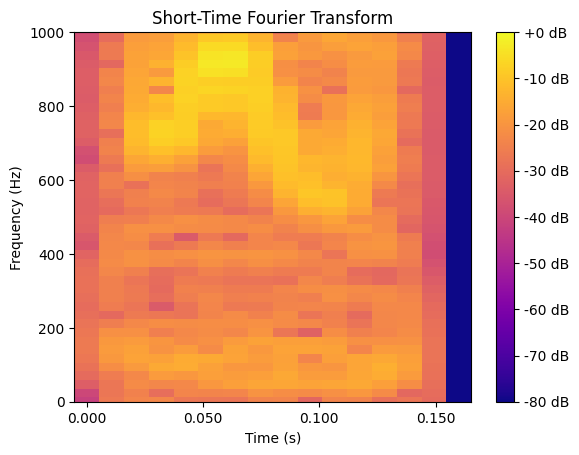 Short-Time Fourier Transform
1000
800
600
400
200
0
Frequency (Hz)
0.000
0.050
0.100
0.150
Time (s)
+0 dB
-10 dB
-20 dB
-30 dB
-40 dB
-50 dB
-60 dB
-70 dB
-80 dB